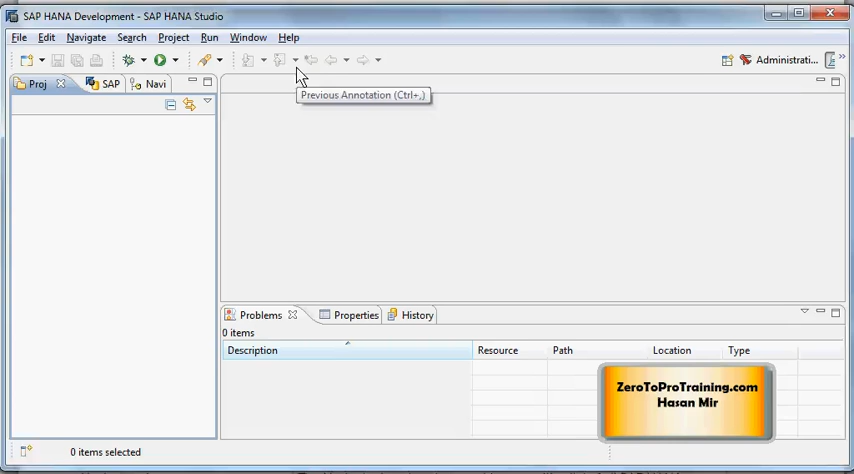 SAP HANA Development - SAP HANA Studio
File Edit Navigate Search Project Run Window Help
Administrati...
Proj SAP Navi
Previous Annotation (Ctrl+,)
Problems Properties History
0 items
Description Resource Path Location Type
ZeroToProTraining.com
Hasan Mir
0 items selected